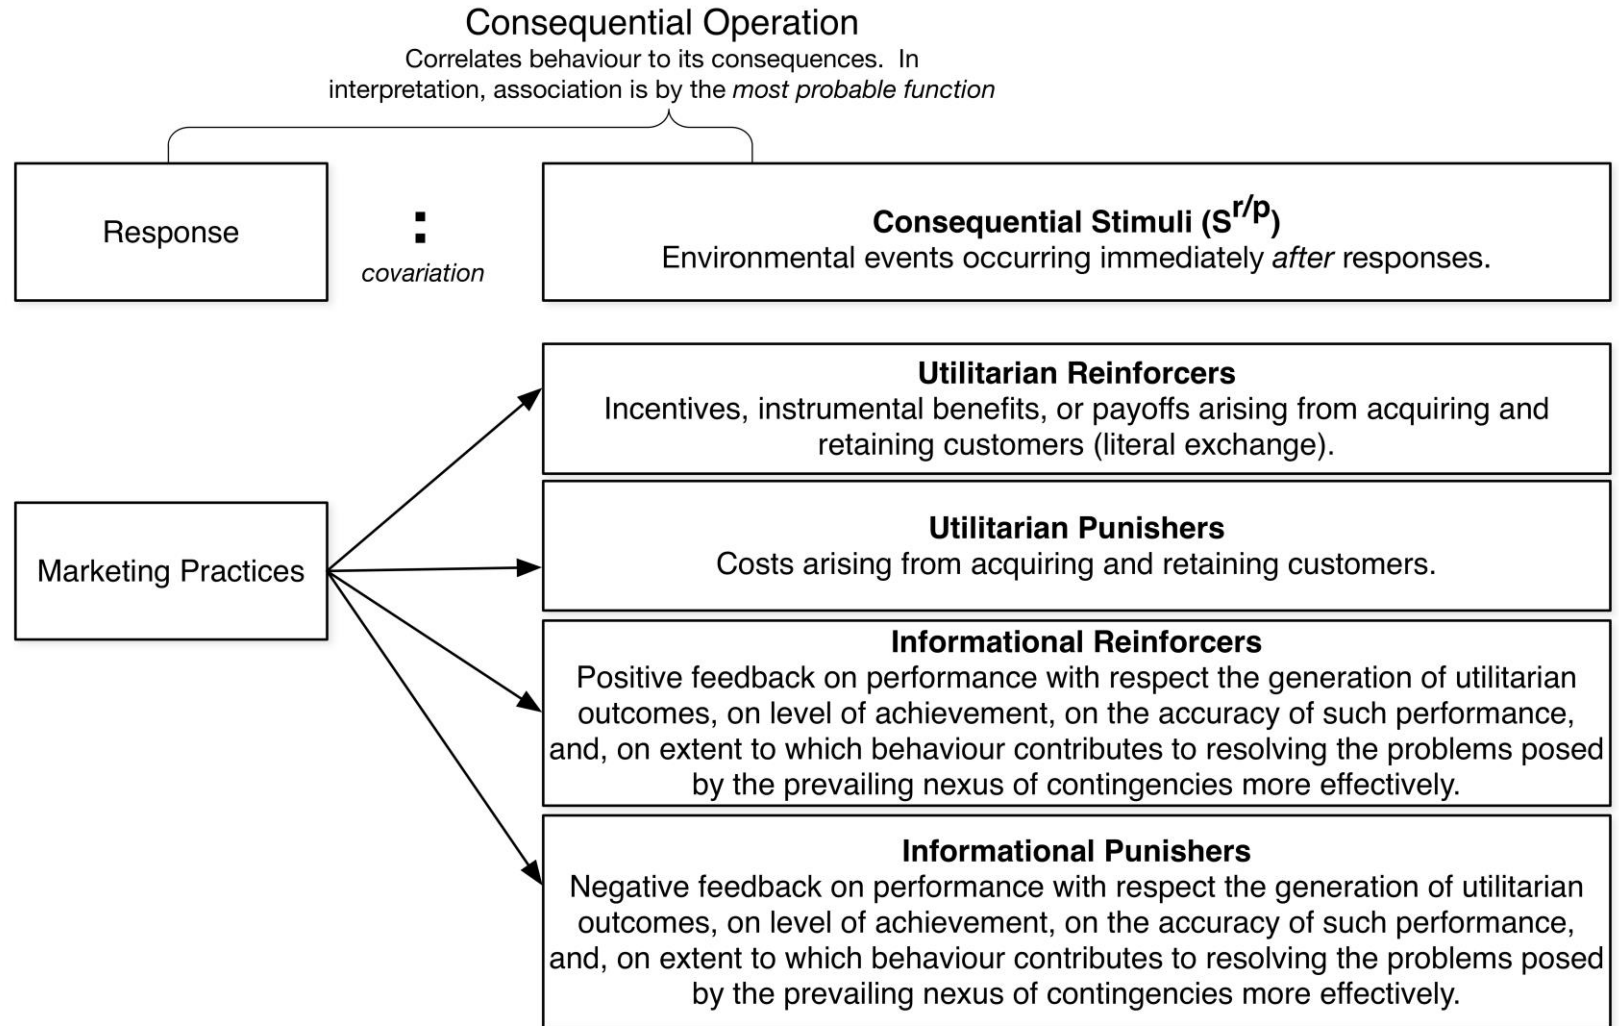 Consequential Operation
Correlates behaviour to its consequences. In
interpretation, association is by the most probable function
Response
:
covariation
Consequential Stimuli (S^r/p)
Environmental events occurring immediately after responses.
Utilitarian Reinforcers
Incentives, instrumental benefits, or payoffs arising from acquiring and
retaining customers (literal exchange).
Marketing Practices
Utilitarian Punishers
Costs arising from acquiring and retaining customers.
Informational Reinforcers
Positive feedback on performance with respect the generation of utilitarian
outcomes, on level of achievement, on the accuracy of such performance,
and, on extent to which behaviour contributes to resolving the problems posed
by the prevailing nexus of contingencies more effectively.
Informational Punishers
Negative feedback on performance with respect the generation of utilitarian
outcomes, on level of achievement, on the accuracy of such performance,
and, on extent to which behaviour contributes to resolving the problems posed
by the prevailing nexus of contingencies more effectively.